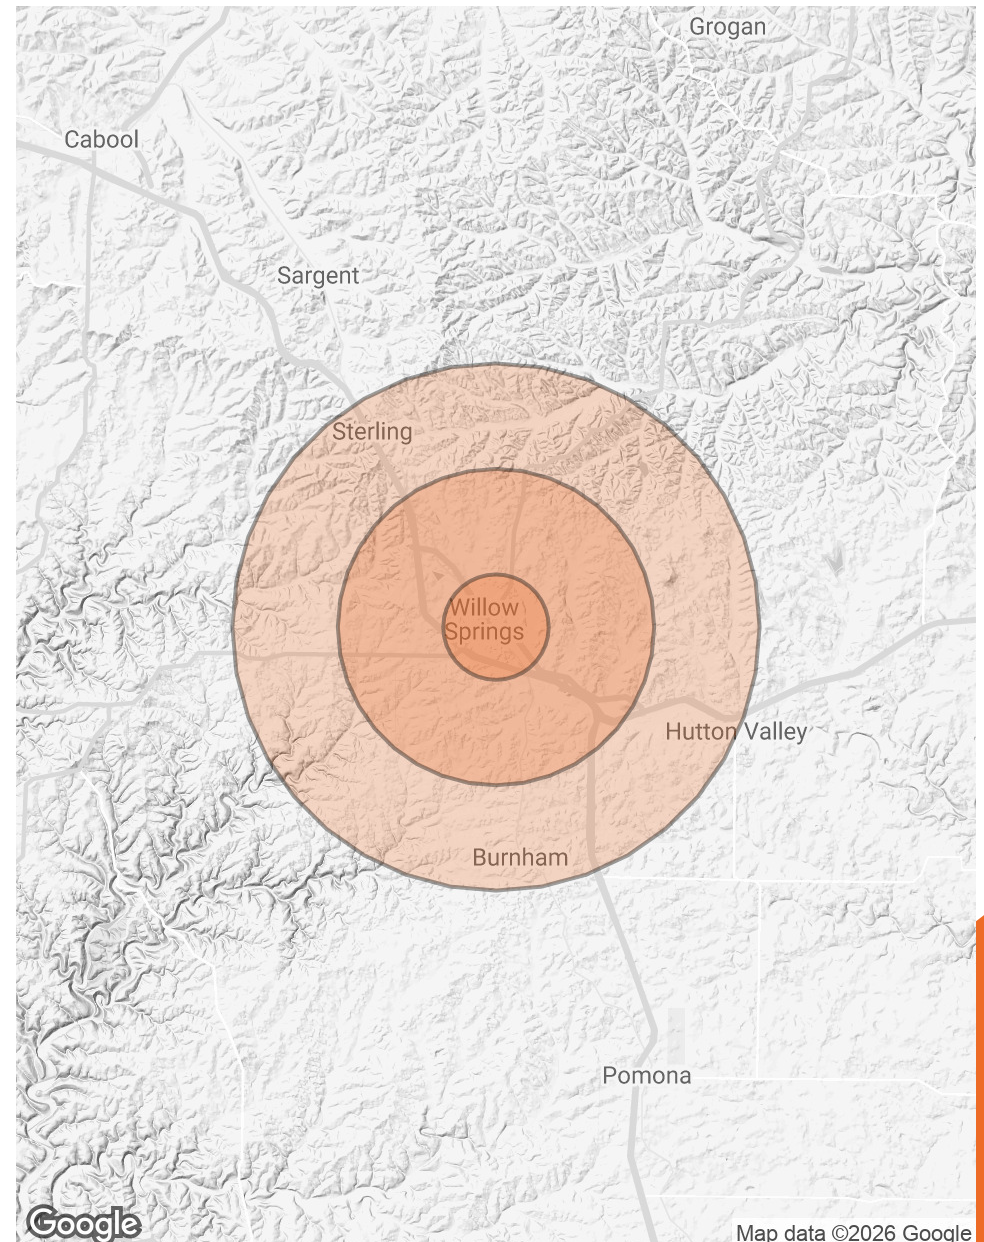 Grogan
Cabool
Sargent
Sterling
Willow
Springs
Hutton Valley
Burnham
Pomona
Google
Map data ©2026 Google